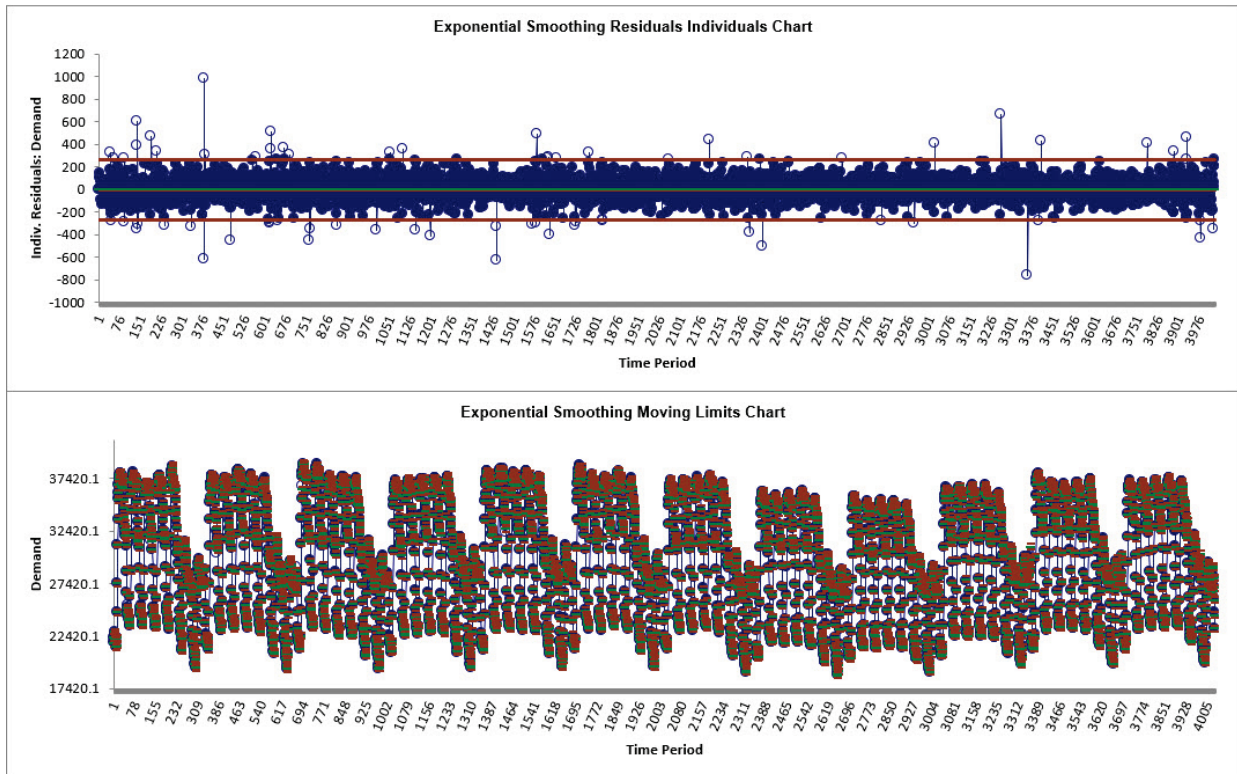 Exponential Smoothing Residuals Individuals Chart
Indiv. Residuals: Demand
1200
1000
800
600
400
200
0
-200
-400
-600
-800
-1000
1 76 151 226 301 376 451 526 601 676 751 826 901 976 1051 1126 1201 1276 1351 1426 1501 1576 1651 1726 1801 1876 1951 2026 2101 2176 2251 2326 2401 2476 2551 2626 2701 2776 2851 2926 3001 3076 3151 3226 3301 3376 3451 3526 3601 3676 3751 3826 3901 3976
Time Period
Exponential Smoothing Moving Limits Chart
Demand
37420.1
32420.1
27420.1
22420.1
17420.1
1 78 155 232 309 386 463 540 617 694 771 848 925 1002 1079 1156 1233 1310 1387 1464 1541 1618 1695 1772 1849 1926 2003 2080 2157 2234 2311 2388 2465 2542 2619 2696 2773 2850 2927 3004 3081 3158 3235 3312 3389 3466 3543 3620 3697 3774 3851 3928 4005
Time Period